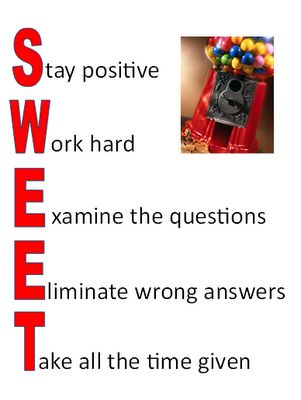 Stay positive
Work hard
Examine the questions
Eliminate wrong answers
Take all the time given